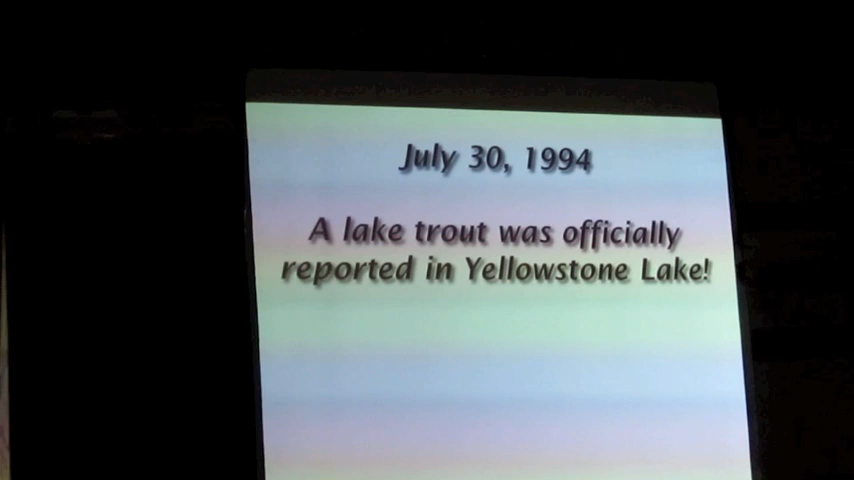 July 30, 1994
A lake trout was officially
reported in Yellowstone Lake!